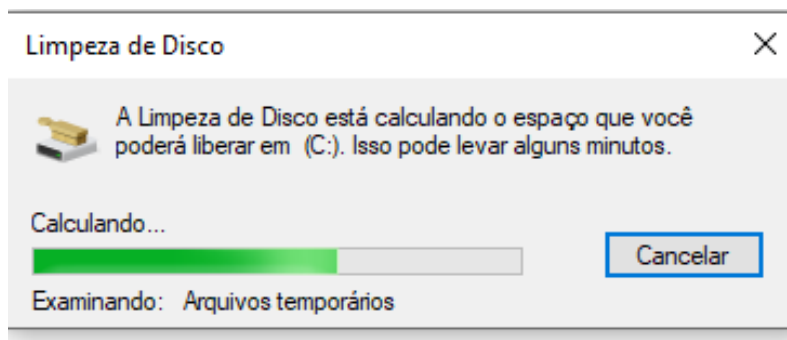 Limpeza de Disco
A Limpeza de Disco está calculando o espaço que você
poderá liberar em  (C:). Isso pode levar alguns minutos.
Calculando...
Cancelar
Examinando:   Arquivos temporários